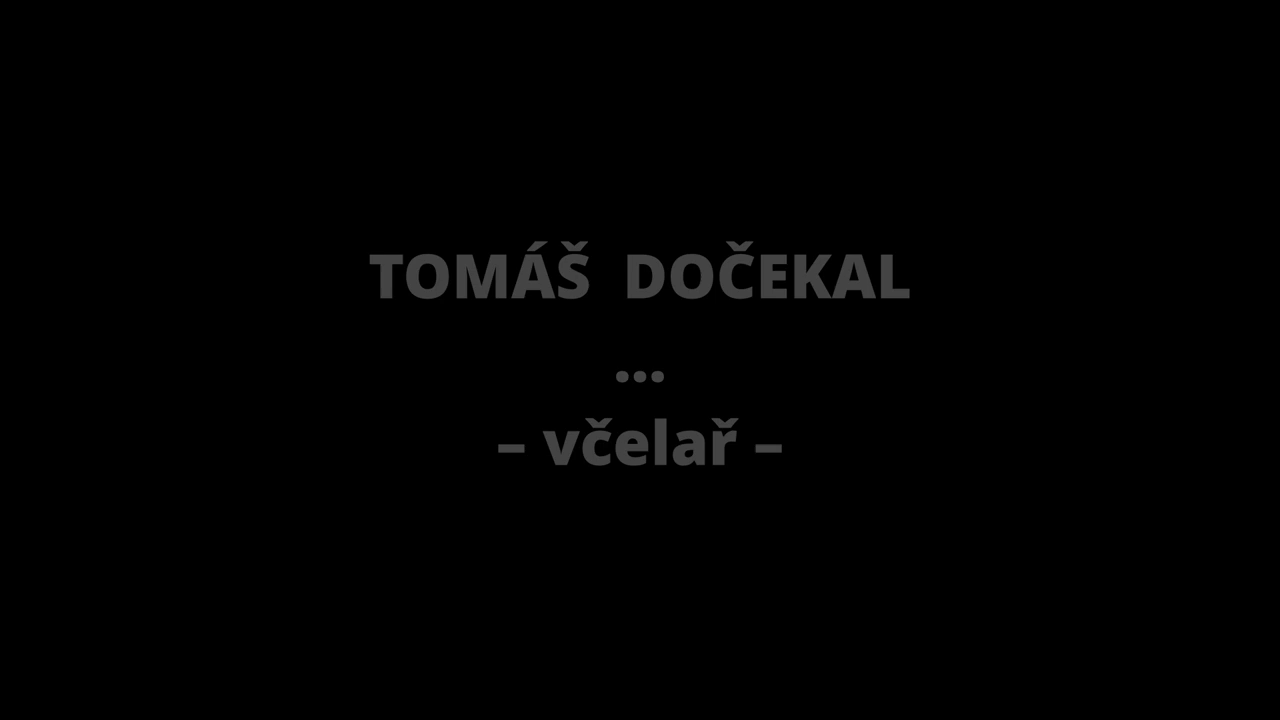 TOMÁŠ DOČEKAL
...
– včelař –